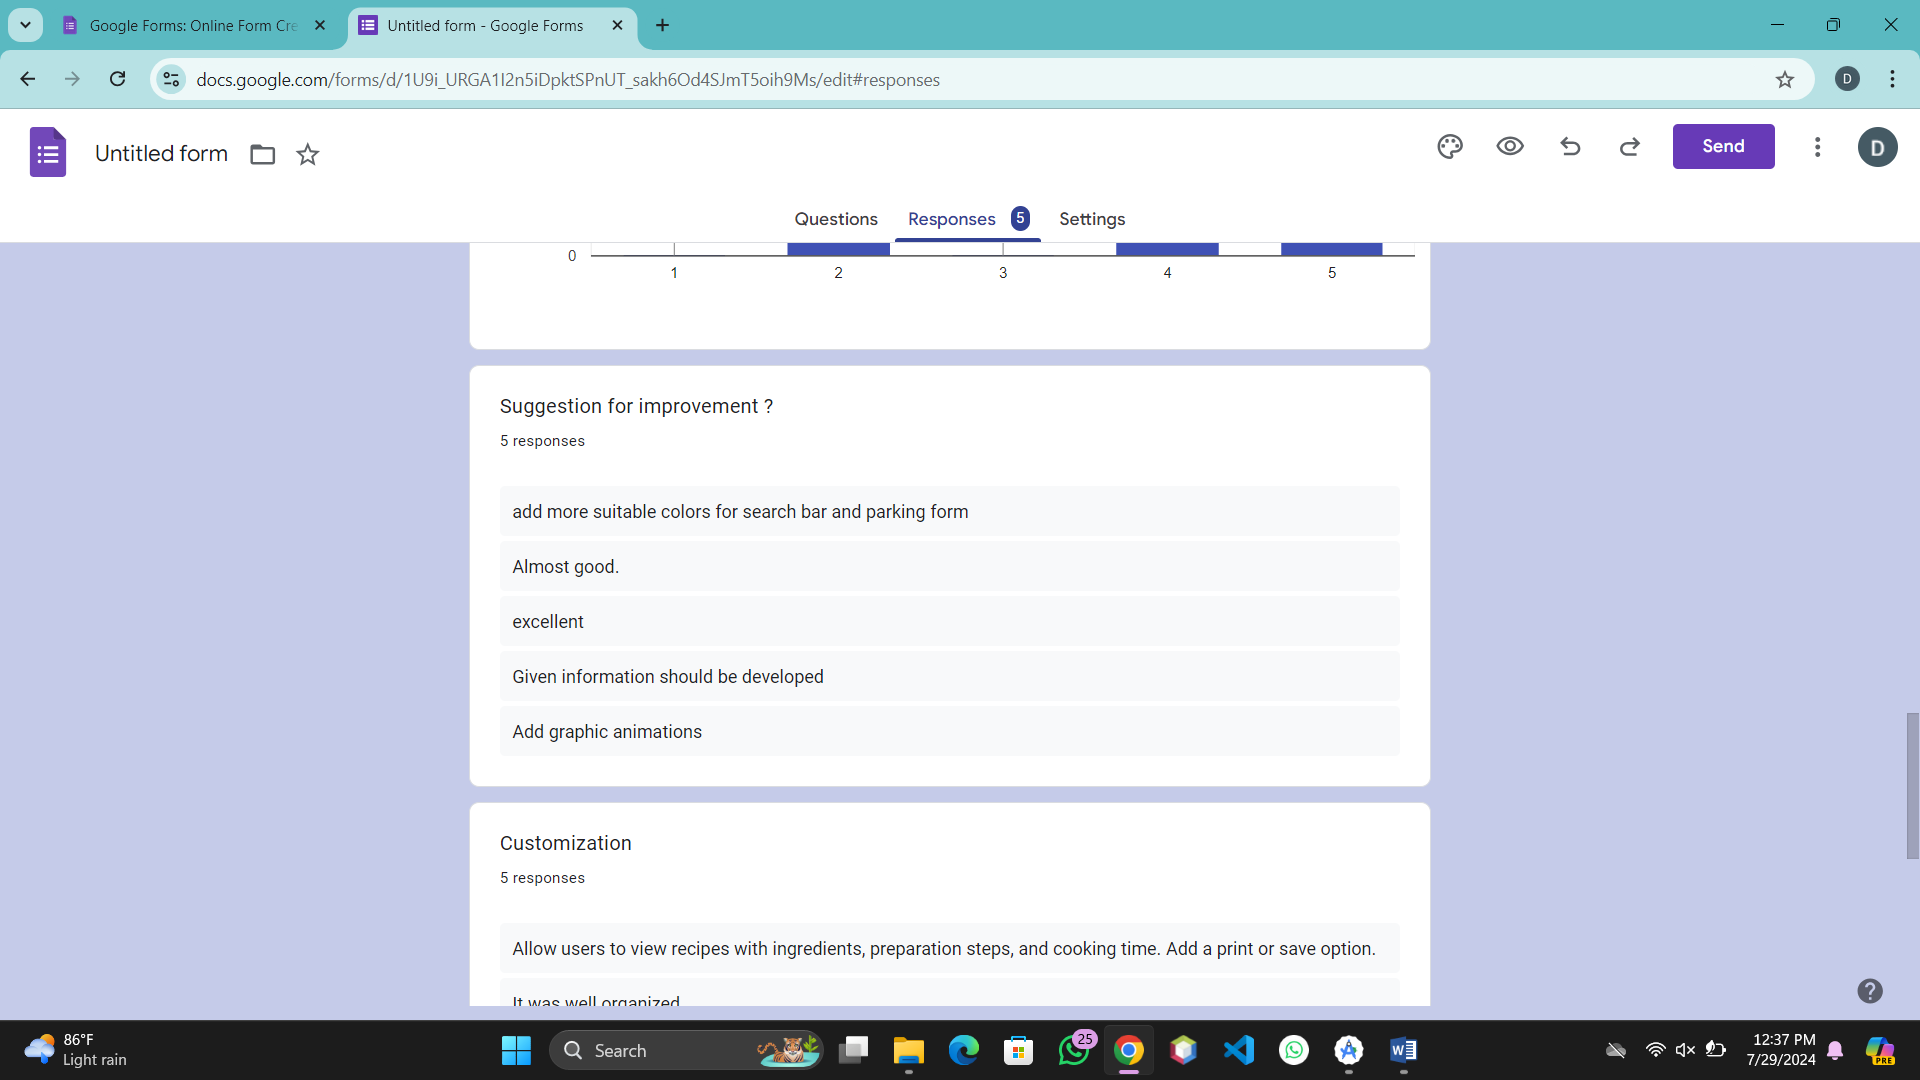 Google Forms: Online Form Cre
Untitled form - Google Forms
docs.google.com/forms/d/1U9i_URGA1I2n5iDpktSPnUT_sakh6Od4SJmT5oih9Ms/edit#responses
D
Untitled form
Send
D
Questions
Responses 5
Settings
0
1 2 3 4 5
Suggestion for improvement ?
5 responses
add more suitable colors for search bar and parking form
Almost good.
excellent
Given information should be developed
Add graphic animations
Customization
5 responses
Allow users to view recipes with ingredients, preparation steps, and cooking time. Add a print or save option.
It was well organized
86°F
Light rain
Search
25
W
12:37 PM
7/29/2024
PRE